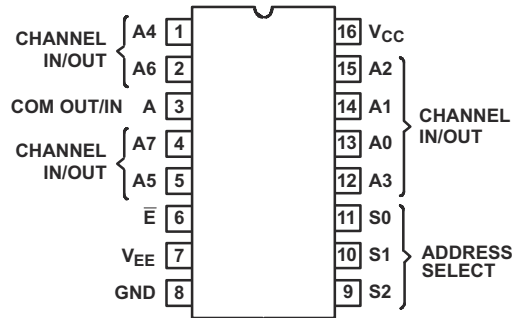 CHANNEL
IN/OUT
A4 1
A6 2
COM OUT/IN A 3
CHANNEL
IN/OUT
A7 4
A5 5
E 6
VEE 7
GND 8
16 VCC
15 A2
14 A1
13 A0
12 A3
CHANNEL
IN/OUT
11 S0
10 S1
9 S2
ADDRESS
SELECT